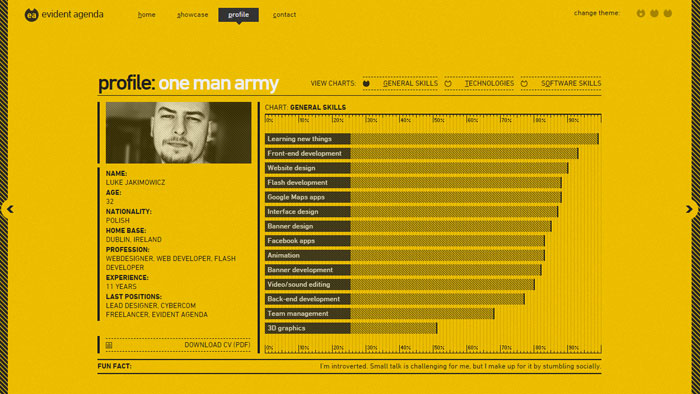 ea evident agenda
home showcase profile contact
change theme:
profile: one man army
VIEW CHARTS: GENERAL SKILLS TECHNOLOGIES SOFTWARE SKILLS
NAME:
LUKE JAKIMOWICZ
AGE:
32
NATIONALITY:
POLISH
HOME BASE:
DUBLIN, IRELAND
PROFESSION:
WEBDESIGNER, WEB DEVELOPER, FLASH
DEVELOPER
EXPERIENCE:
11 YEARS
LAST POSITIONS:
LEAD DESIGNER, CYBERCOM
FREELANCER, EVIDENT AGENDA
DOWNLOAD CV (PDF)
CHART: GENERAL SKILLS
0% 10% 20% 30% 40% 50% 60% 70% 80% 90%
Learning new things
Front-end development
Website design
Flash development
Google Maps apps
Interface design
Banner design
Facebook apps
Animation
Banner development
Video/sound editing
Back-end development
Team management
3D graphics
0% 10% 20% 30% 40% 50% 60% 70% 80% 90%
FUN FACT: I'm introverted. Small talk is challenging for me, but I make up for it by stumbling socially.